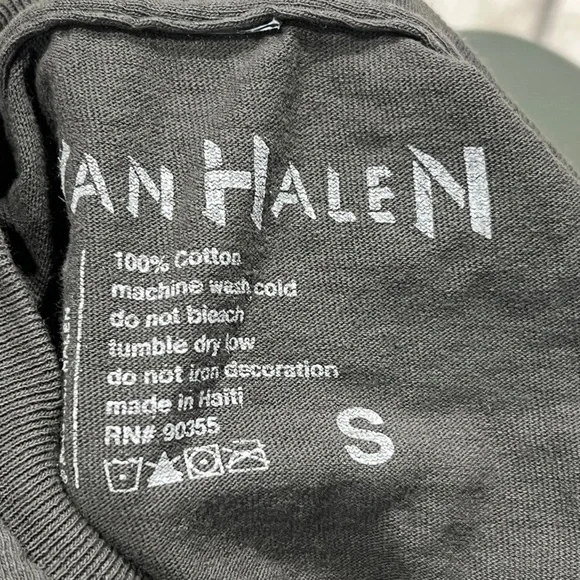 VAN HALEN
100% Cotton
machine wash cold
do not bleach
tumble dry low
do not iron decoration
made in Haiti
RN# 90355
S